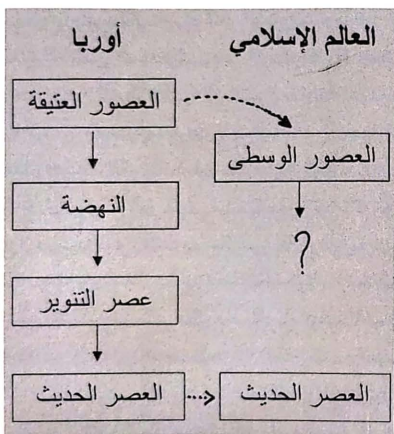 العالم الإسلامي أوربا
العصور العتيقة
العصور الوسطى
النهضة
?
عصر التنوير
العصر الحديث العصر الحديث